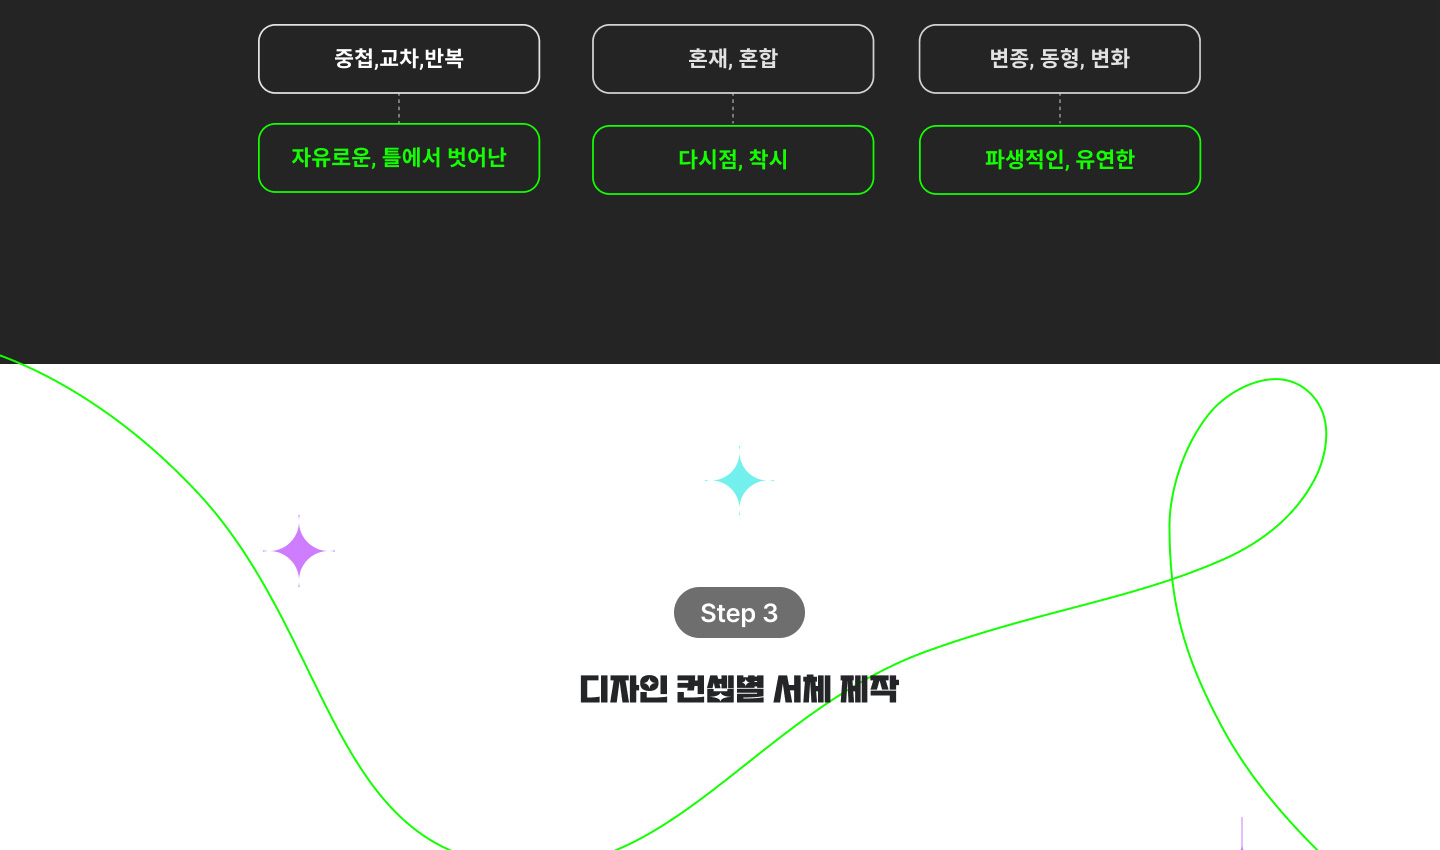 중첩,교차,반복
혼재, 혼합
변종, 동형, 변화
자유로운, 틀에서 벗어난
다시점, 착시
파생적인, 유연한
Step 3
디자인 컨셉별 서체 제작